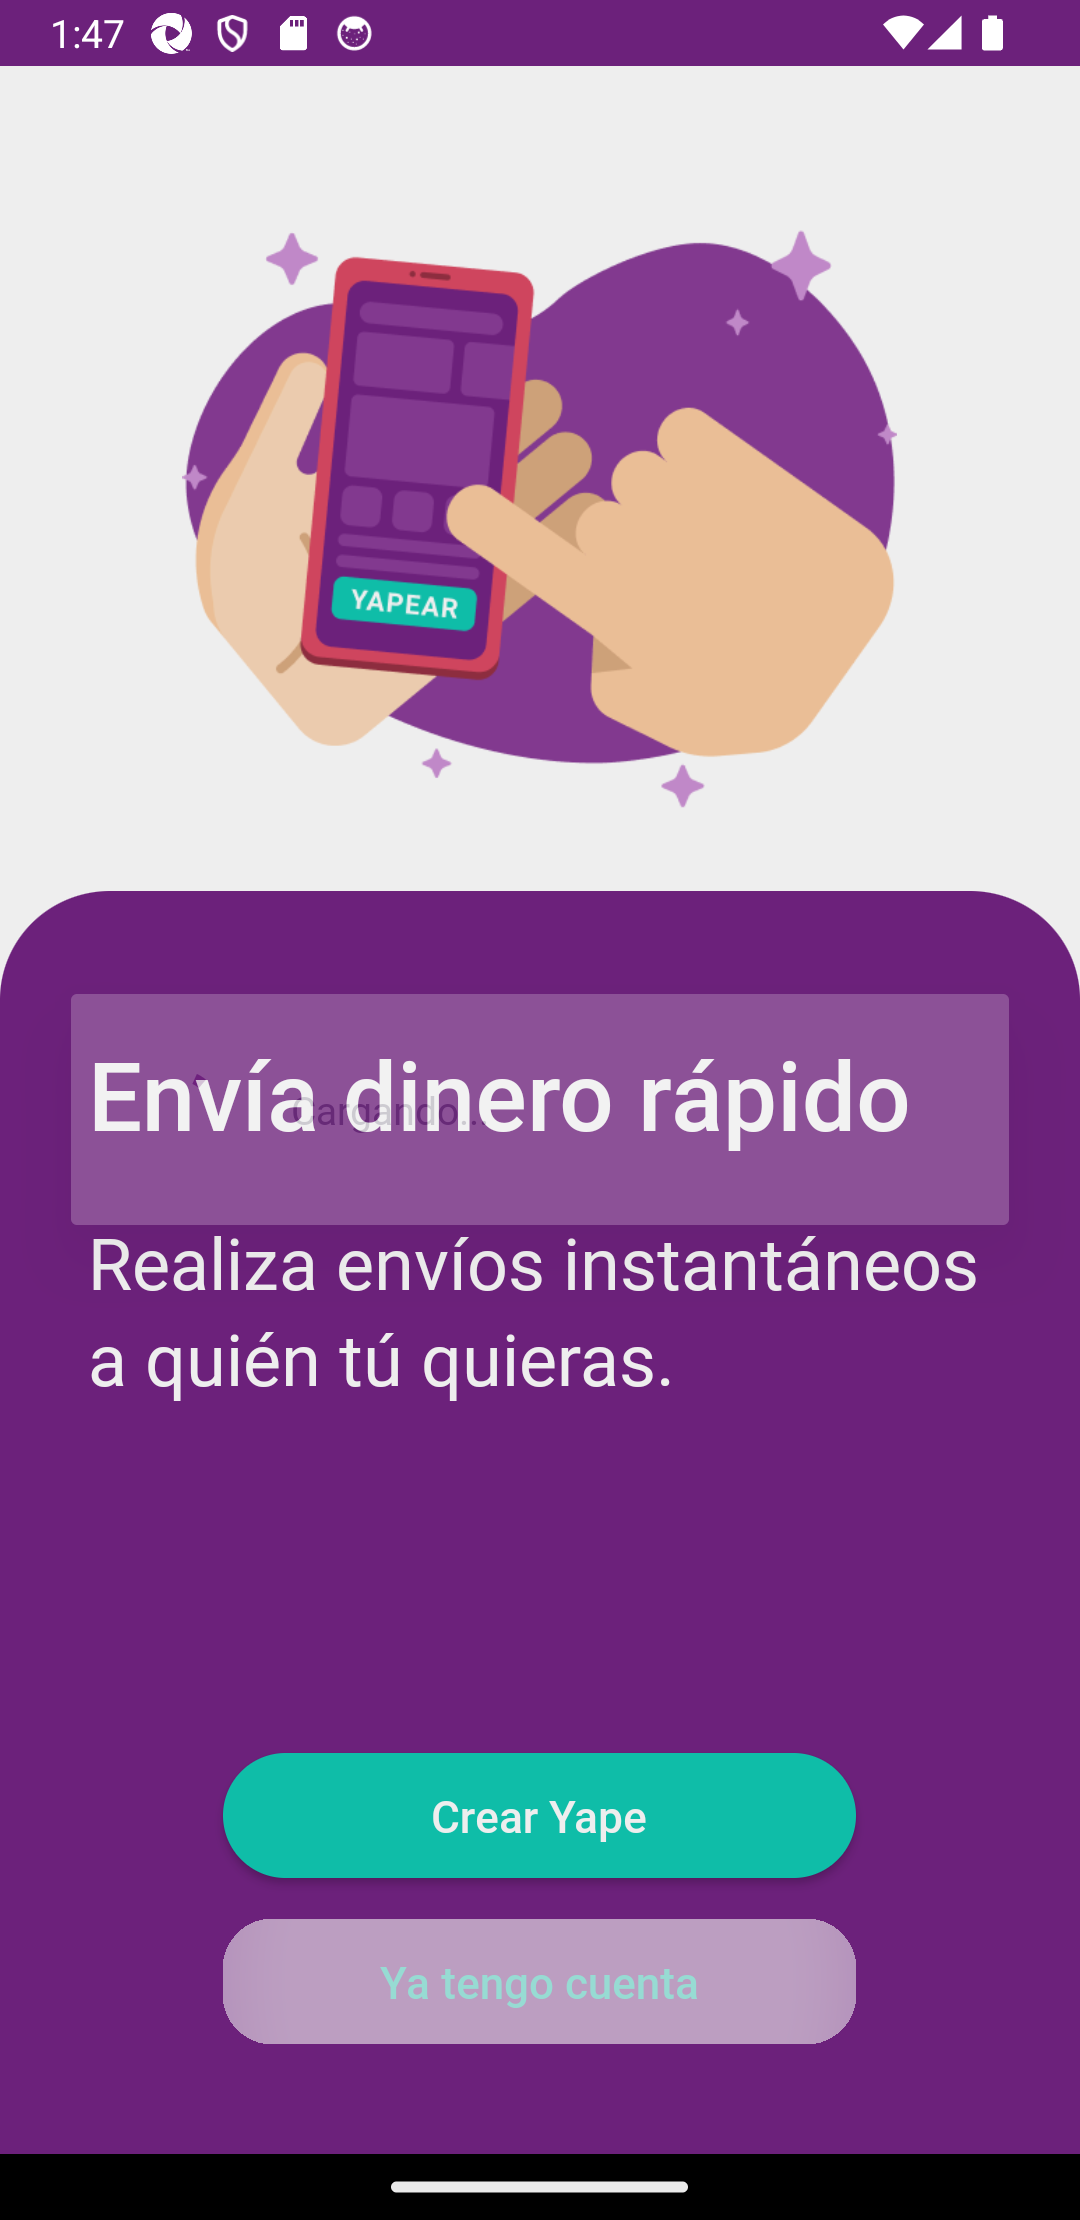 1:47
YAPEAR
Envía dinero rápido
Cargando...
Realiza envíos instantáneos
a quién tú quieras.
Crear Yape
Ya tengo cuenta